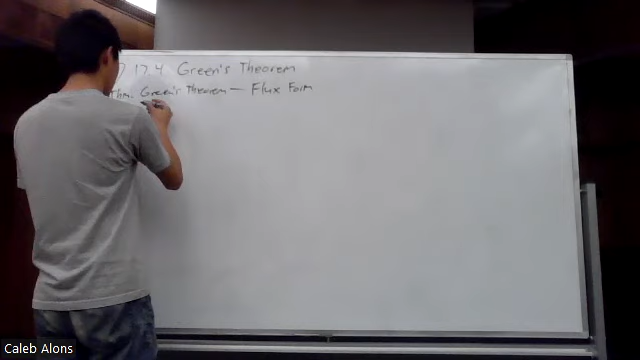 17.4 Green's Theorem
Thm. Green's Theorem — Flux Form
Caleb Alons